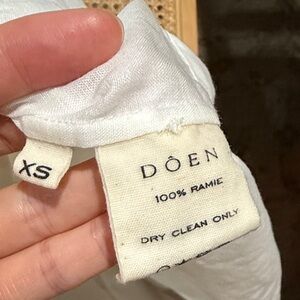 XS
DÔEN
100% RAMIE
DRY CLEAN ONLY